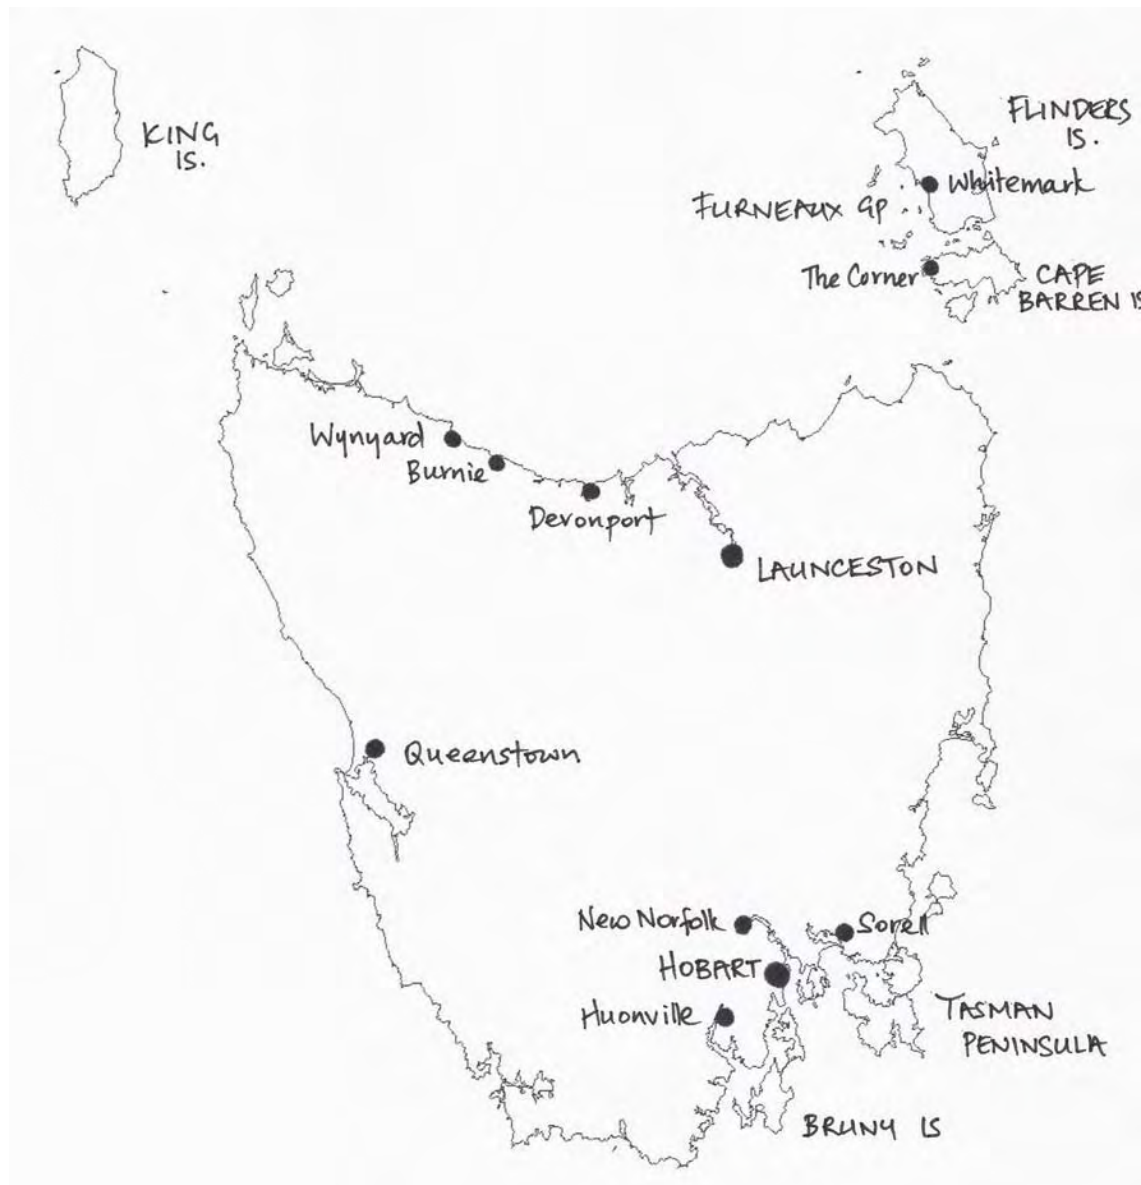 KING
IS.
FLINDERS
IS.
Whitemark
FURNEAUX GP
The Corner
CAPE
BARREN IS
Wynyard
Burnie
Devonport
LAUNCESTON
Queenstown
New Norfolk
Sorell
HOBART
Huonville
TASMAN
PENINSULA
BRUNY IS